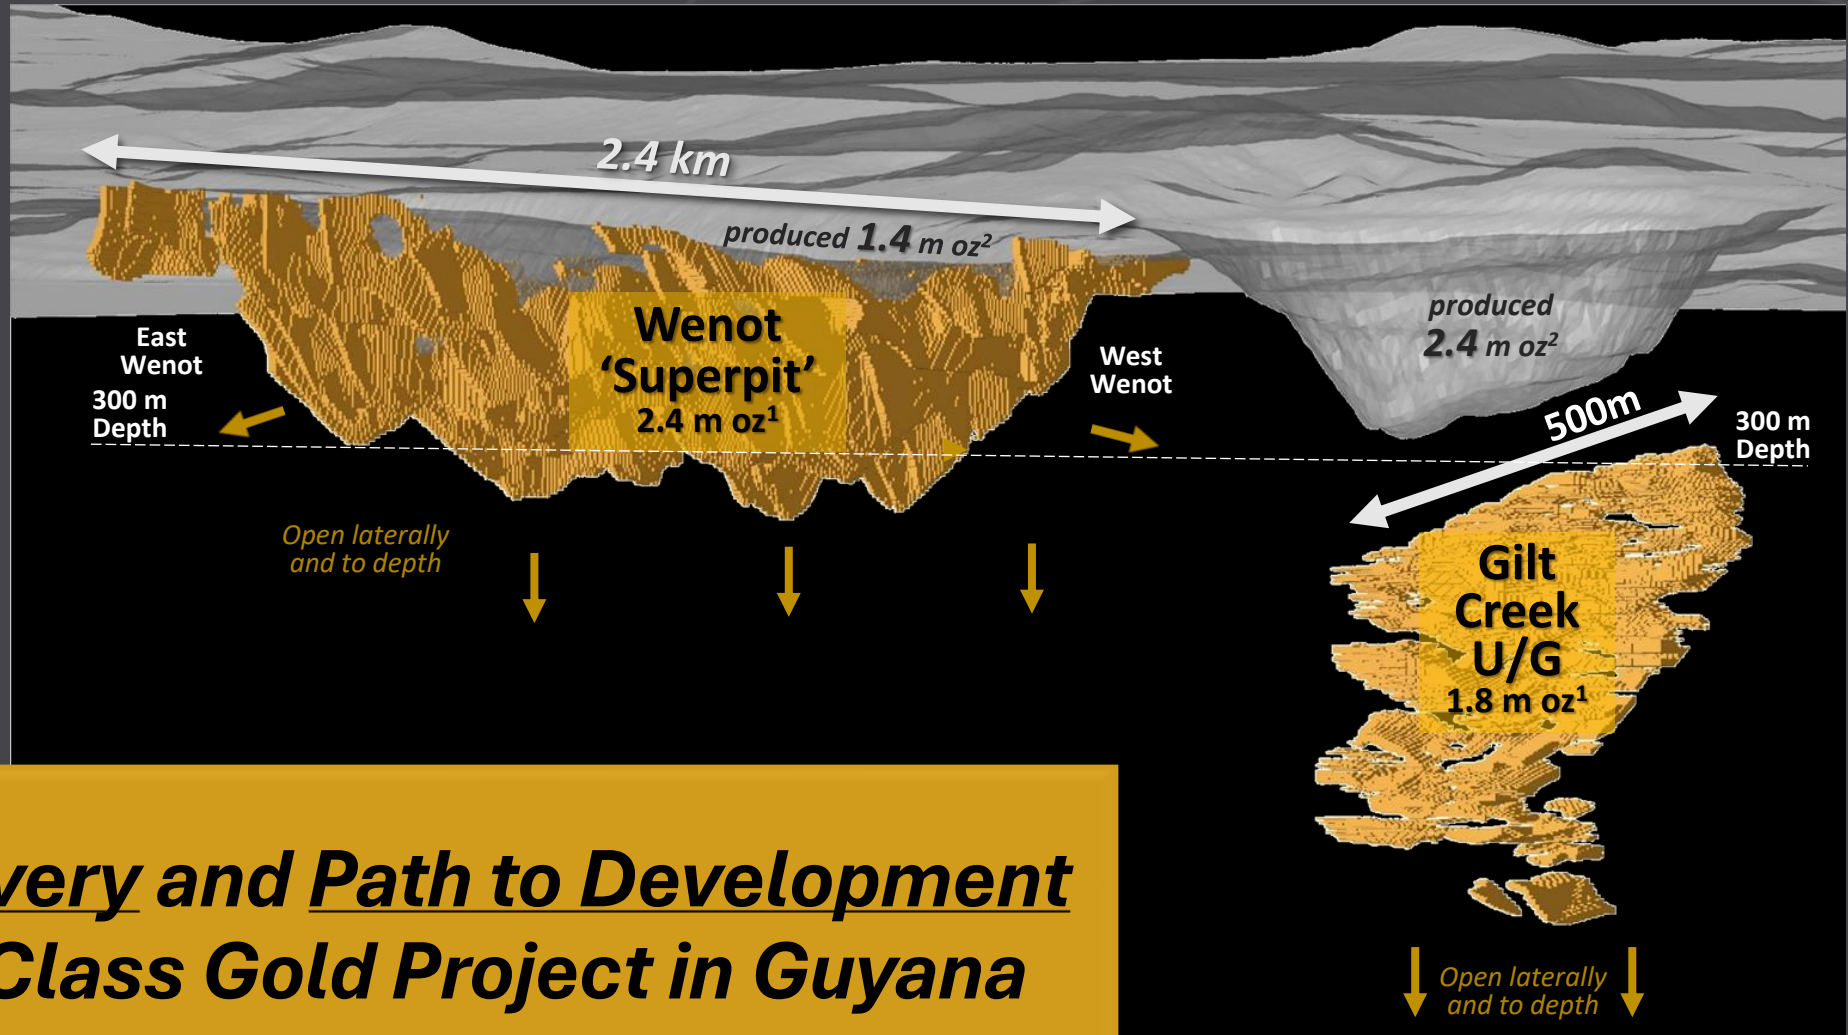 2.4 km
produced 1.4 m oz²
East
Wenot
300 m
Depth
Wenot
‘Superpit’
2.4 m oz¹
West
Wenot
produced
2.4 m oz²
500m
300 m
Depth
Open laterally
and to depth
Gilt
Creek
U/G
1.8 m oz¹
very and Path to Development
Class Gold Project in Guyana
Open laterally
and to depth